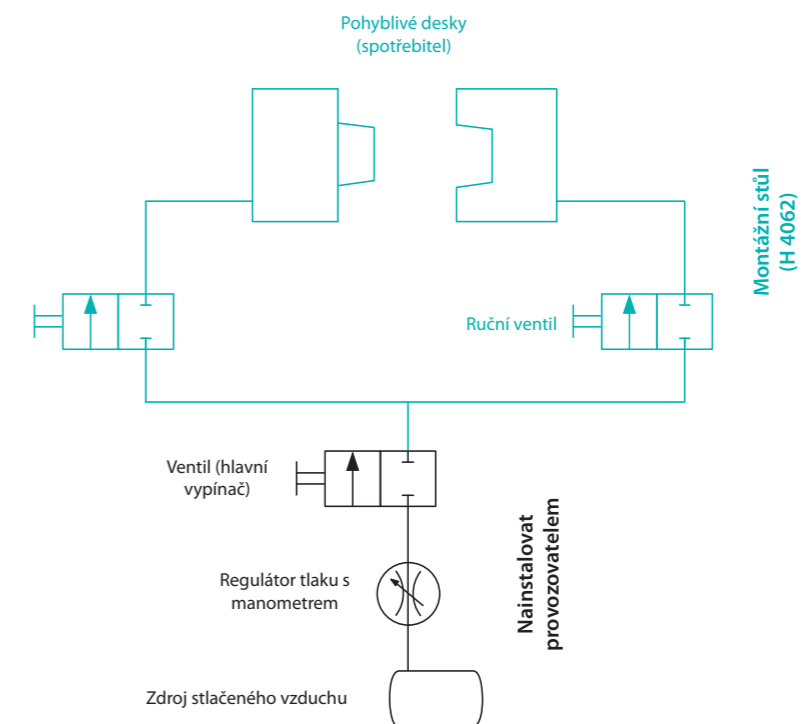 Pohyblivé desky
(spotřebitel)
Montážní stůl
(H 4062)
Ruční ventil
Ventil (hlavní
vypínač)
Nainstalovat
provozovatelem
Regulátor tlaku s
manometrem
Zdroj stlačeného vzduchu